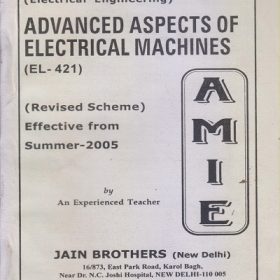 (Electrical Engineering)
ADVANCED ASPECTS OF
ELECTRICAL MACHINES
(EL- 421)
(Revised Scheme)
Effective from
Summer-2005
AMIE
by
An Experienced Teacher
JAIN BROTHERS (New Delhi)
16/873, East Park Road, Karol Bagh,
Near Dr. N.C. Joshi Hospital, NEW DELHI-110 005